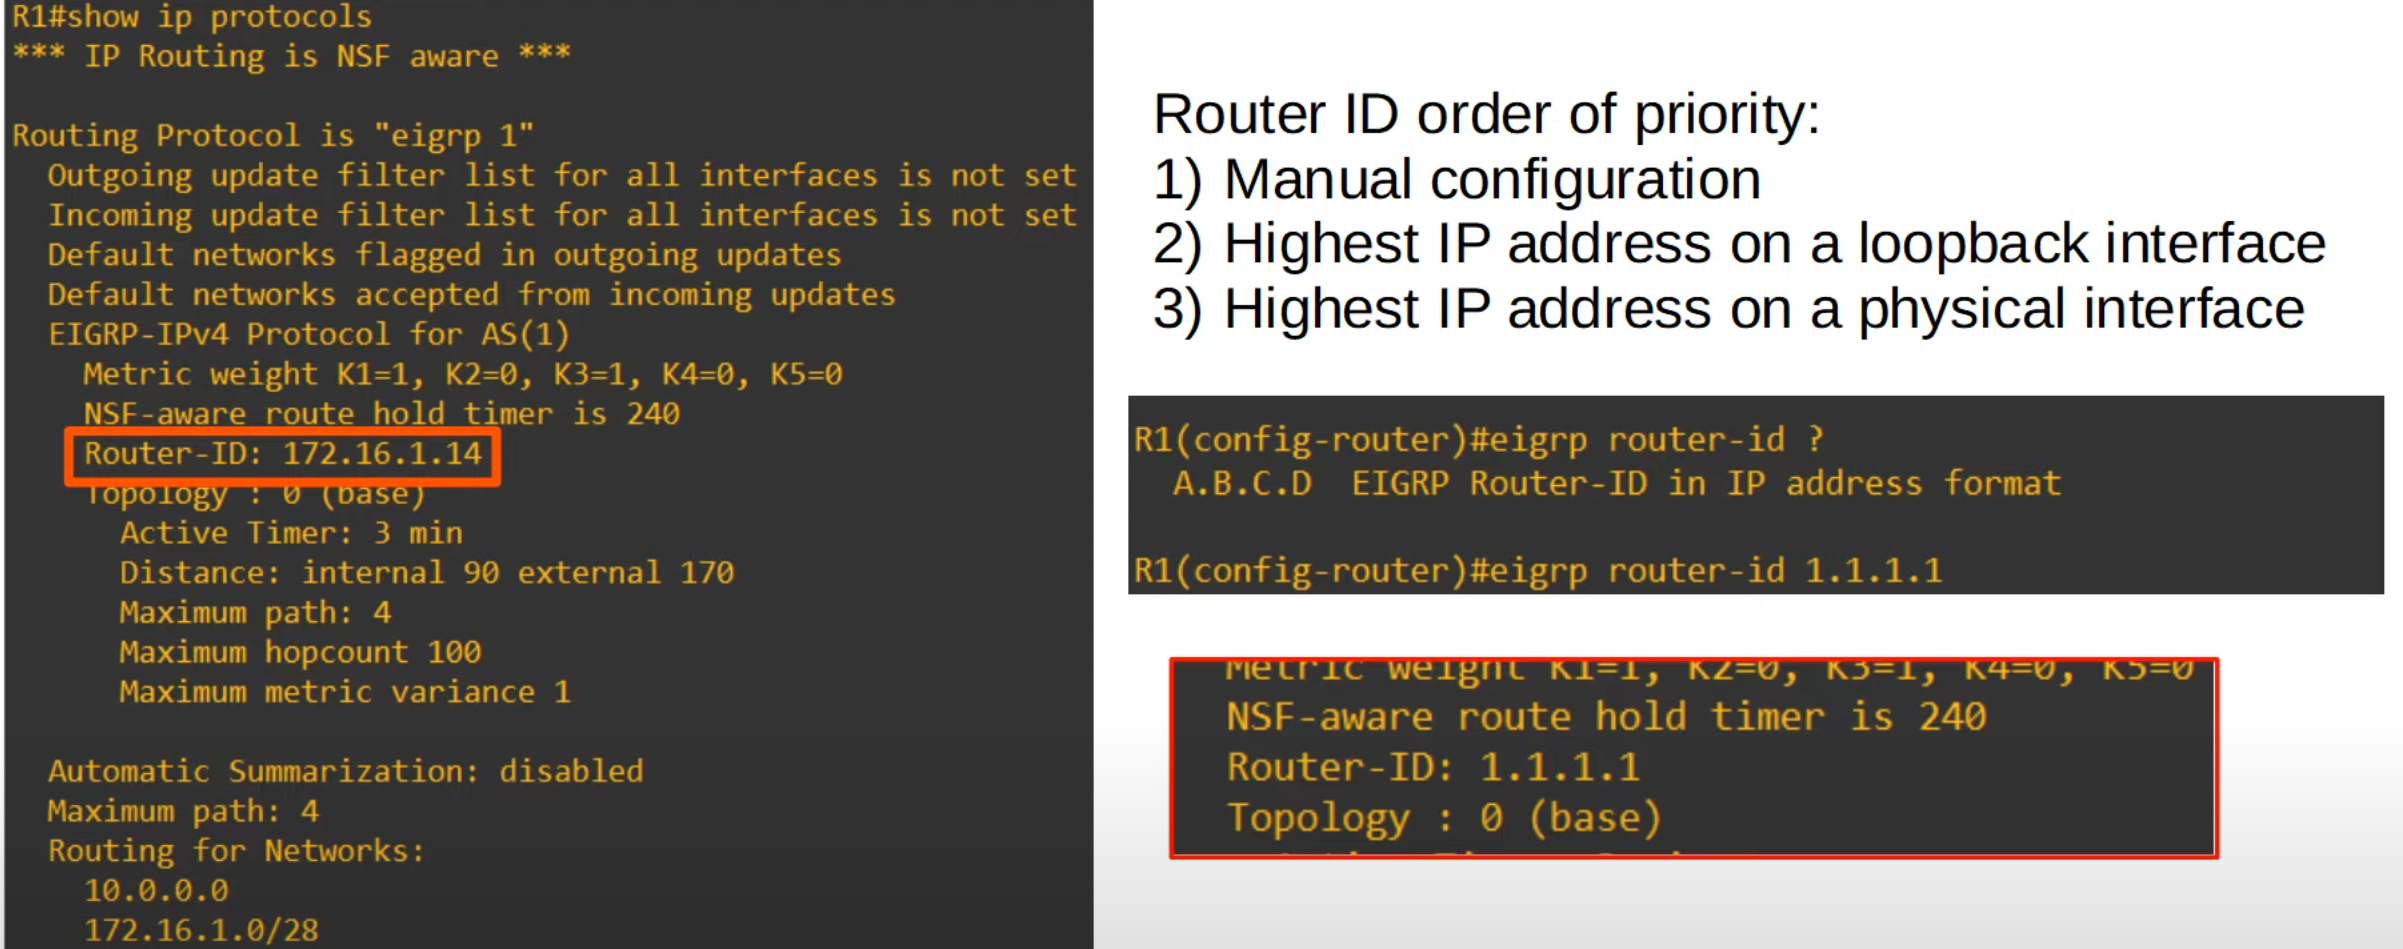 R1#show ip protocols
*** IP Routing is NSF aware ***
Routing Protocol is "eigrp 1"
Outgoing update filter list for all interfaces is not set
Incoming update filter list for all interfaces is not set
Default networks flagged in outgoing updates
Default networks accepted from incoming updates
EIGRP-IPv4 Protocol for AS(1)
Metric weight K1=1, K2=0, K3=1, K4=0, K5=0
NSF-aware route hold timer is 240
Router-ID: 172.16.1.14
Topology : 0 (base)
Active Timer: 3 min
Distance: internal 90 external 170
Maximum path: 4
Maximum hopcount 100
Maximum metric variance 1
Automatic Summarization: disabled
Maximum path: 4
Routing for Networks:
10.0.0.0
172.16.1.0/28
Router ID order of priority:
1) Manual configuration
2) Highest IP address on a loopback interface
3) Highest IP address on a physical interface
R1(config-router)#eigrp router-id ?
A.B.C.D EIGRP Router-ID in IP address format
R1(config-router)#eigrp router-id 1.1.1.1
Metric weight K1=1, K2=0, K3=1, K4=0, K5=0
NSF-aware route hold timer is 240
Router-ID: 1.1.1.1
Topology : 0 (base)